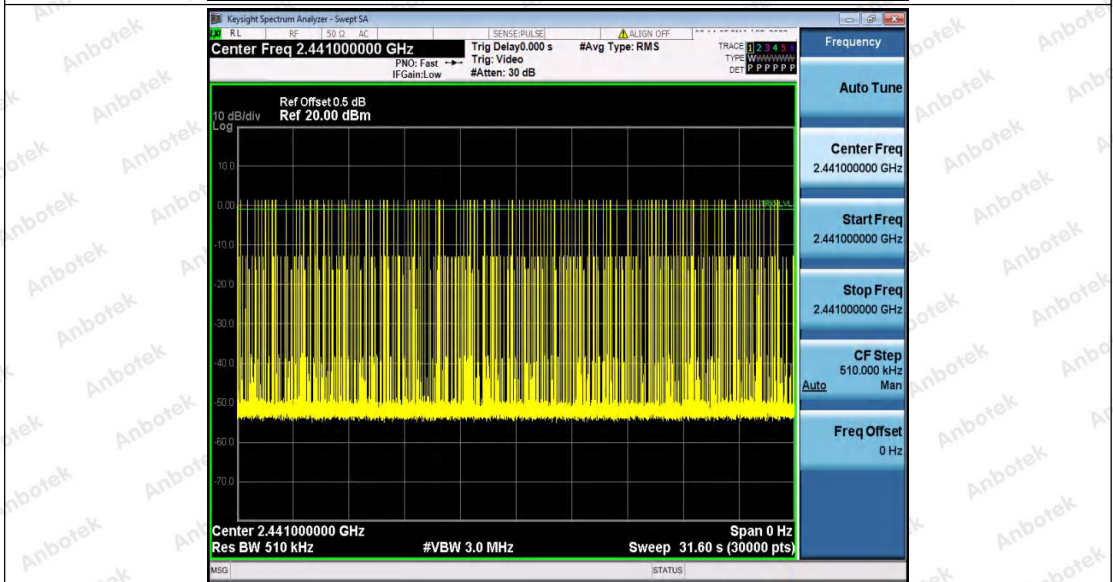 Keysight Spectrum Analyzer - Swept SA
RL RF 50 Ω AC SENSE:PULSE ALIGN OFF
Center Freq 2.441000000 GHz
PNO: Fast
IFGain:Low
Trig Delay0.000 s
Trig: Video
#Atten: 30 dB
#Avg Type: RMS
TRACE 1 2 3 4 5
TYPE
DET P P P P P P
Ref Offset 0.5 dB
10 dB/div Ref 20.00 dBm
Log
10.0
0.00
-10.0
-20.0
-30.0
-40.0
-50.0
-60.0
-70.0
Center 2.441000000 GHz Span 0 Hz
Res BW 510 kHz #VBW 3.0 MHz Sweep 31.60 s (30000 pts)
MSG STATUS
Frequency
Auto Tune
Center Freq
2.441000000 GHz
Start Freq
2.441000000 GHz
Stop Freq
2.441000000 GHz
CF Step
510.000 kHz
Auto Man
Freq Offset
0 Hz
Anbotek